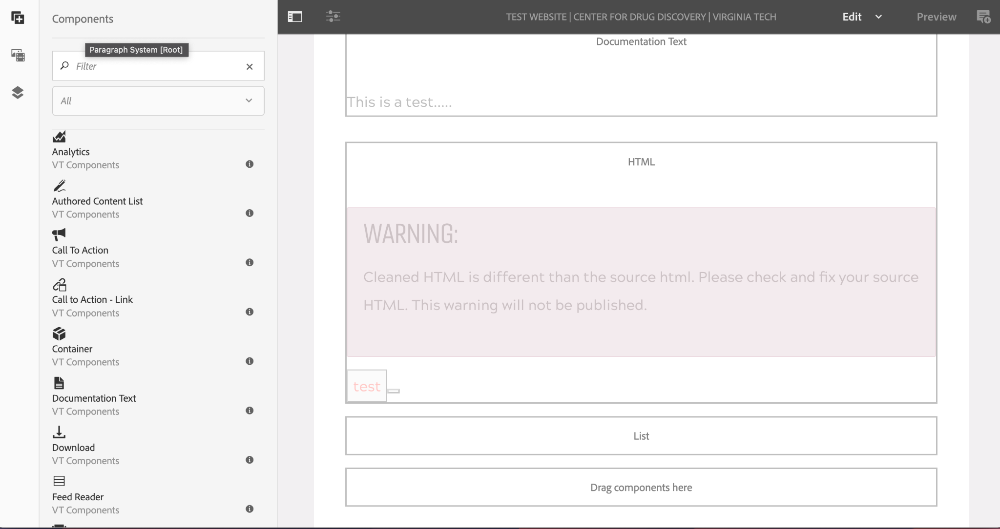 Components
TEST WEBSITE | CENTER FOR DRUG DISCOVERY | VIRGINIA TECH
Edit
Preview
Paragraph System [Root]
Filter
All
Analytics
VT Components
Authored Content List
VT Components
Call To Action
VT Components
Call to Action - Link
VT Components
Container
VT Components
Documentation Text
VT Components
Download
VT Components
Feed Reader
VT Components
Documentation Text
This is a test.....
HTML
WARNING:
Cleaned HTML is different than the source html. Please check and fix your source
HTML. This warning will not be published.
test
List
Drag components here